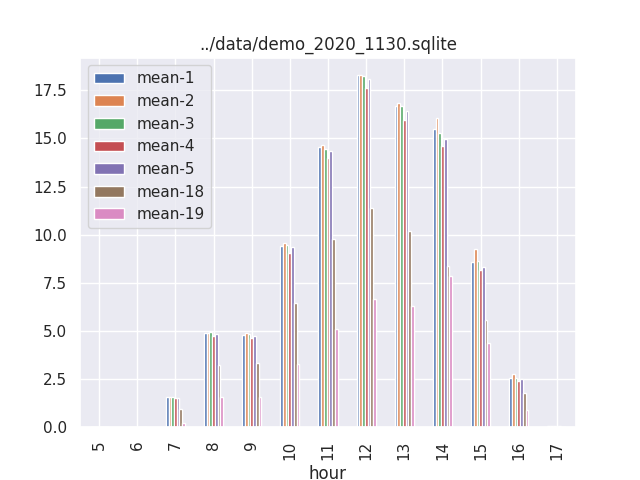 ../data/demo_2020_1130.sqlite
mean-1
mean-2
mean-3
mean-4
mean-5
mean-18
mean-19
17.5
15.0
12.5
10.0
7.5
5.0
2.5
0.0
5 6 7 8 9 10 11 12 13 14 15 16 17
hour